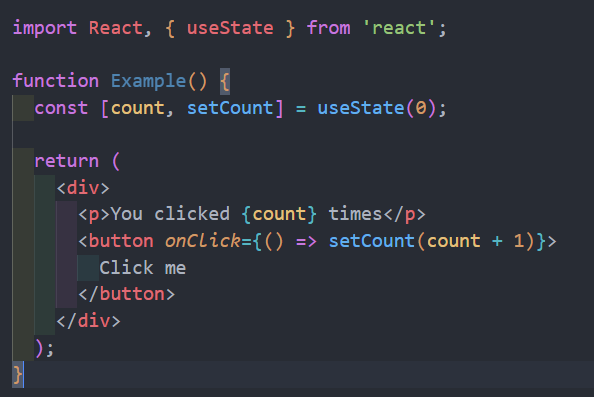 import React, { useState } from 'react';

function Example() {
  const [count, setCount] = useState(0);

  return (
    <div>
      <p>You clicked {count} times</p>
      <button onClick={() => setCount(count + 1)}>
        Click me
      </button>
    </div>
  );
}